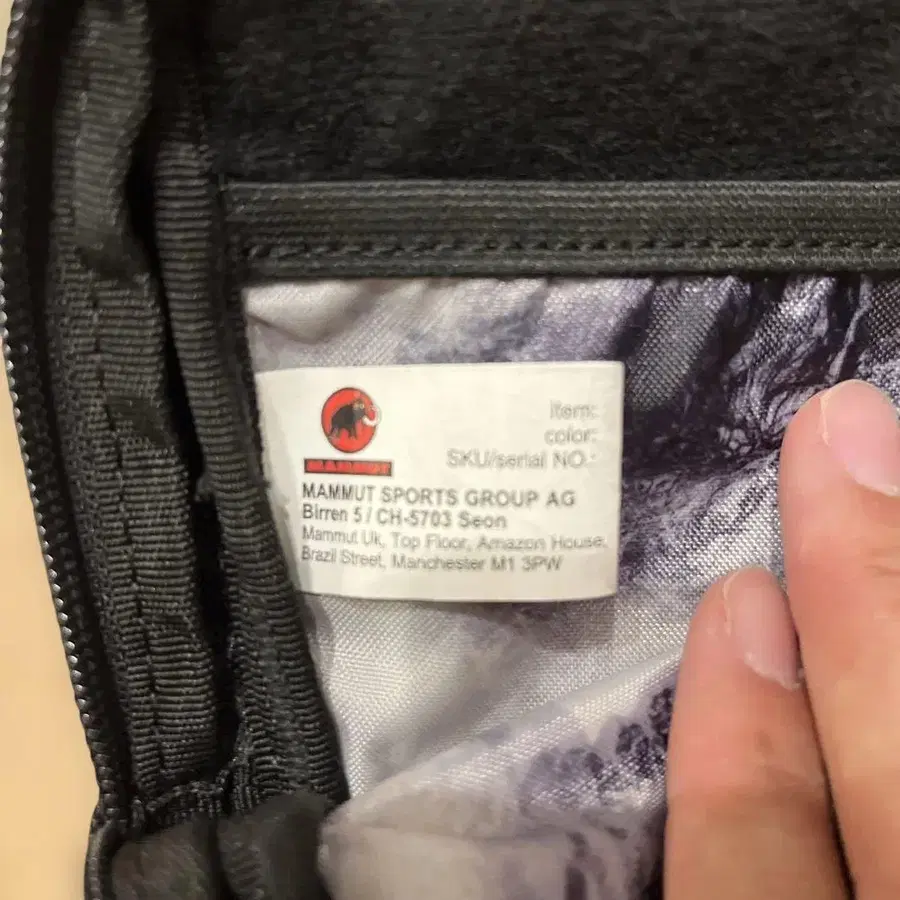 item:
color:
SKU/serial NO.:
MAMMUT
MAMMUT SPORTS GROUP AG
Birren 5 / CH-5703 Seon
Mammut Uk, Top Floor, Amazon House,
Brazil Street, Manchester M1 3PW